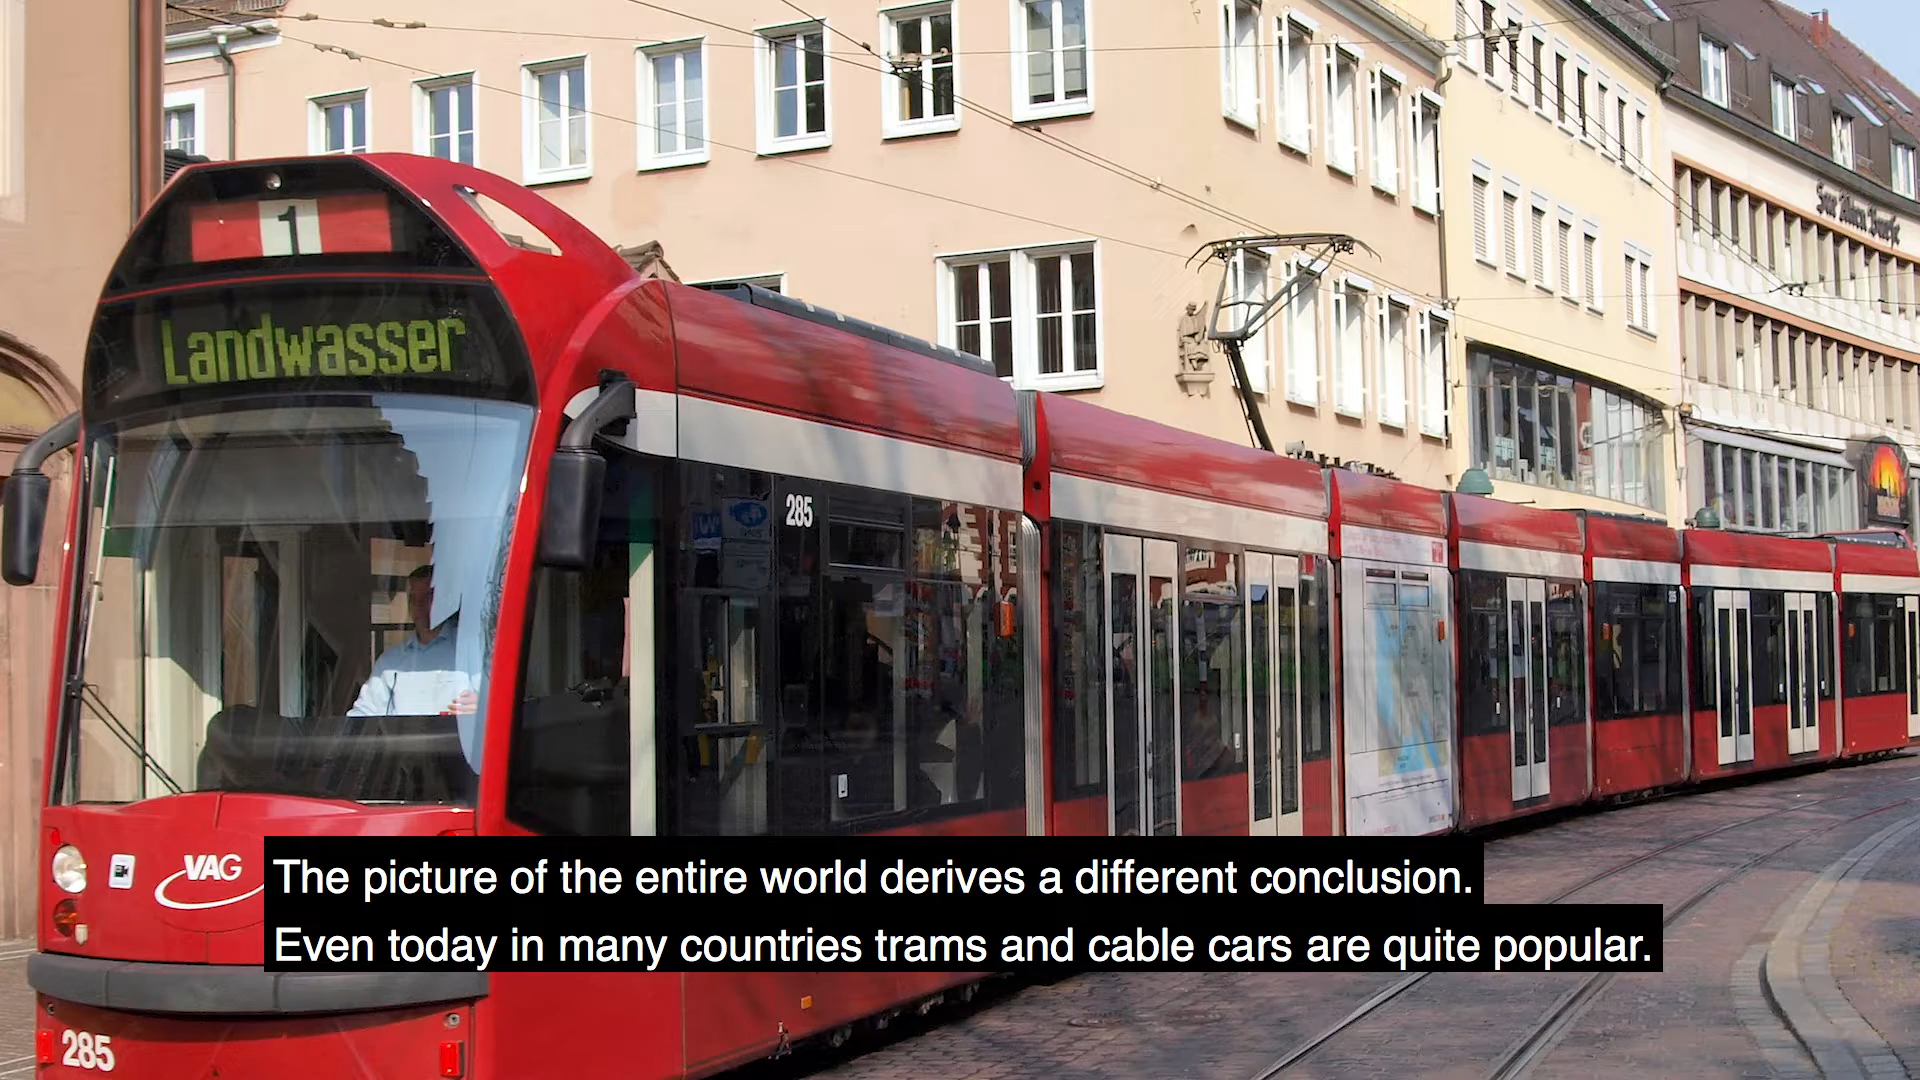 1
Landwasser
285
VAG
285
The picture of the entire world derives a different conclusion.
Even today in many countries trams and cable cars are quite popular.